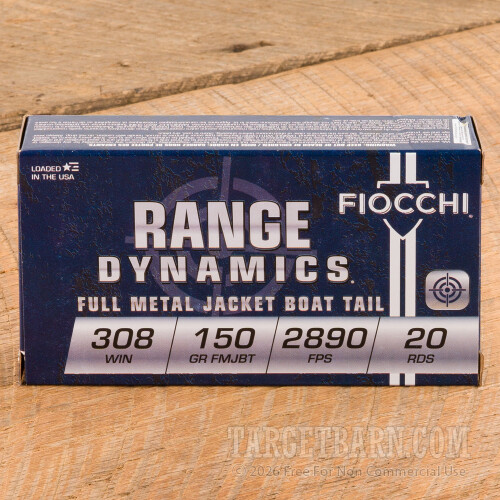 LOADED
IN THE USA
RANGE
DYNAMICS.
FULL METAL JACKET BOAT TAIL
FIOCCHI
308
WIN
150
GR FMJBT
2890
FPS
20
RDS
TARGETBARN.COM
© 2026 Free For Non Commercial Use